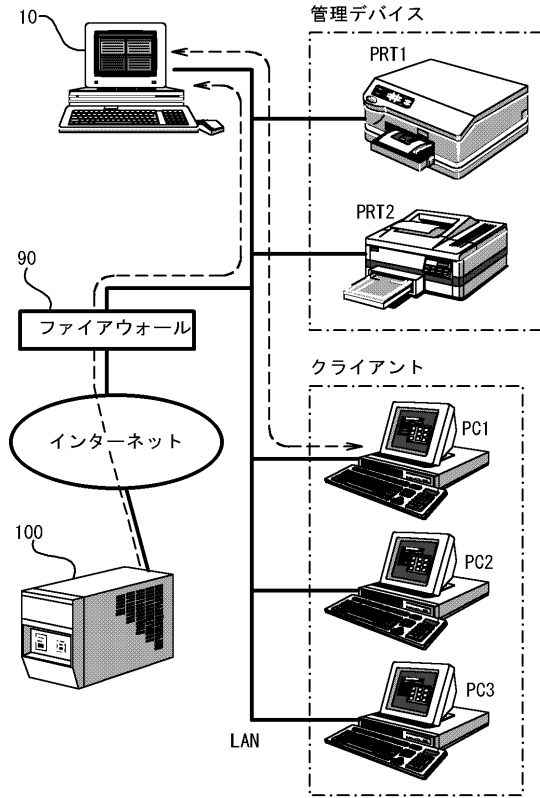 10
管理デバイス
PRT1
PRT2
90
ファイアウォール
クライアント
PC1
インターネット
100
PC2
PC3
LAN